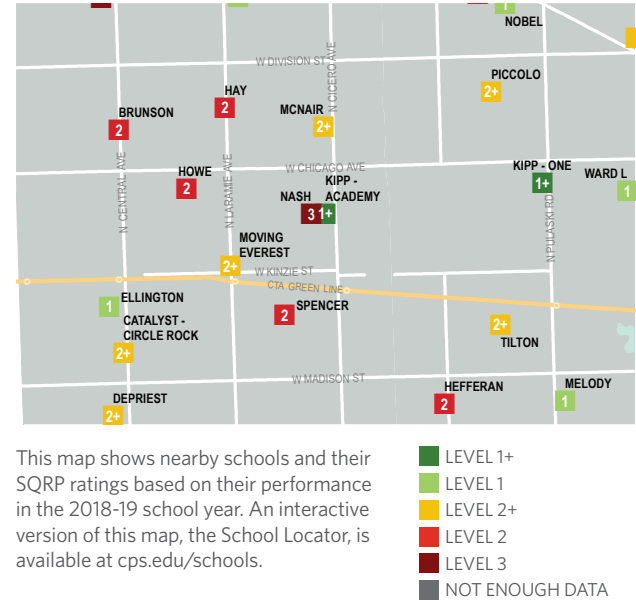 1
NOBEL
W DIVISION ST
N CICERO AVE
PICCOLO
2+
HAY
2
BRUNSON
2
MCNAIR
2+
W CHICAGO AVE
HOWE
2
N CENTRAL AVE
N LARAMIE AVE
KIPP -
ACADEMY
NASH
3 1+
KIPP - ONE
1+
WARD L
1
N PULASKI RD
MOVING
EVEREST
2+
W KINZIE ST
CTA GREEN LINE
ELLINGTON
1
SPENCER
2
CATALYST -
CIRCLE ROCK
2+
2+
TILTON
W MADISON ST
DEPRIEST
2+
HEFFERAN
2
MELODY
1
This map shows nearby schools and their
SQRP ratings based on their performance
in the 2018-19 school year. An interactive
version of this map, the School Locator, is
available at cps.edu/schools.
LEVEL 1+
LEVEL 1
LEVEL 2+
LEVEL 2
LEVEL 3
NOT ENOUGH DATA